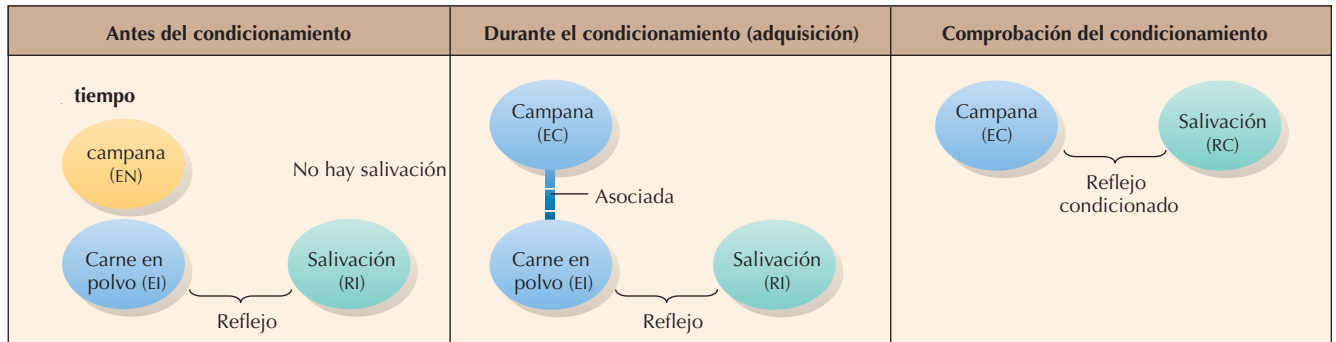 Antes del condicionamiento
tiempo
campana
(EN)
No hay salivación
Carne en
polvo (EI)
Salivación
(RI)
Reflejo
Durante el condicionamiento (adquisición)
Campana
(EC)
Asociada
Carne en
polvo (EI)
Salivación
(RI)
Reflejo
Comprobación del condicionamiento
Campana
(EC)
Salivación
(RC)
Reflejo
condicionado